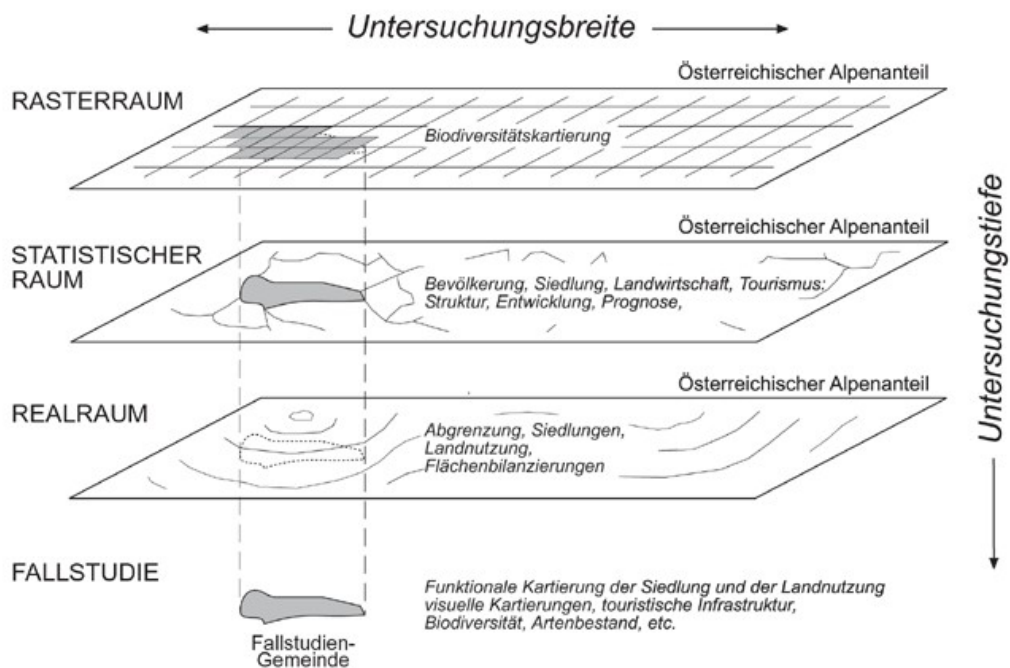 Untersuchungsbreite
Österreichischer Alpenanteil
RASTERRAUM
Biodiversitätskartierung
Untersuchungstiefe
Österreichischer Alpenanteil
STATISTISCHER
RAUM
Bevölkerung, Siedlung, Landwirtschaft, Tourismus:
Struktur, Entwicklung, Prognose,
Österreichischer Alpenanteil
REALRAUM
Abgrenzung, Siedlungen,
Landnutzung,
Flächenbilanzierungen
FALLSTUDIE
Funktionale Kartierung der Siedlung und der Landnutzung
visuelle Kartierungen, touristische Infrastruktur,
Biodiversität, Artenbestand, etc.
Fallstudien-
Gemeinde